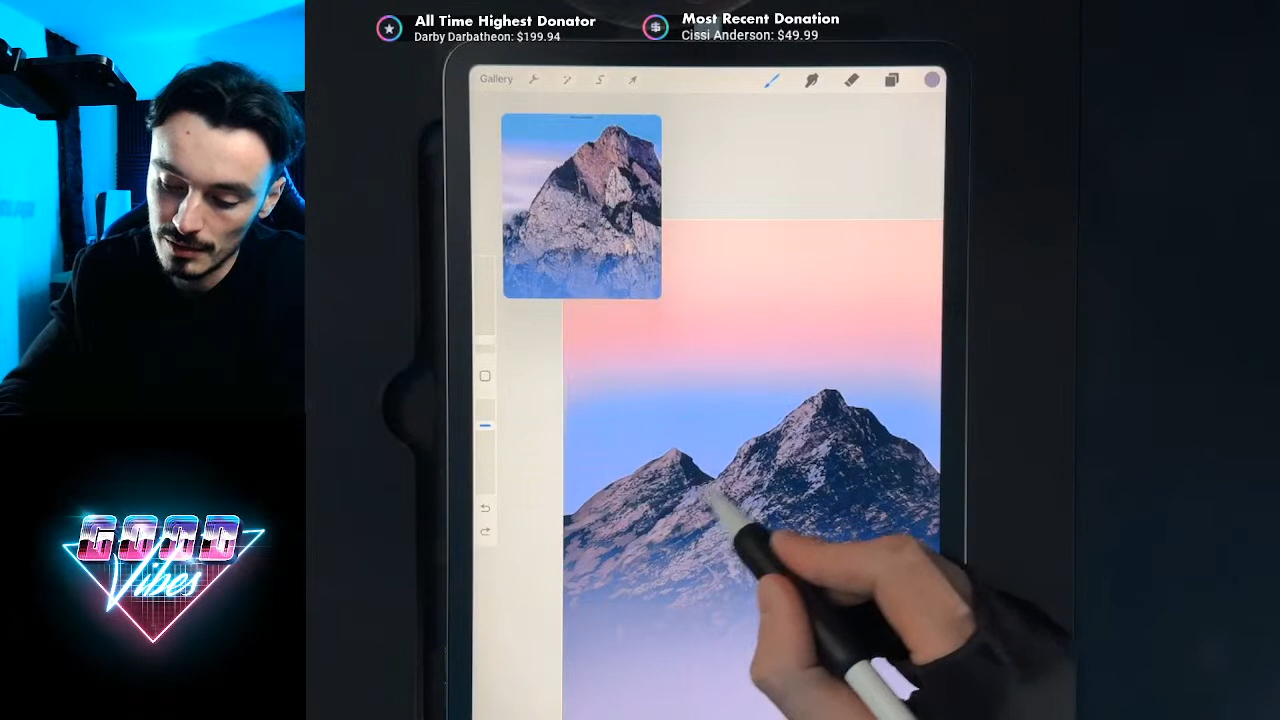 All Time Highest Donator
Darby Darbatheon: $199.94
Most Recent Donation
Cissi Anderson: $49.99
Gallery
GOOD
Vibes